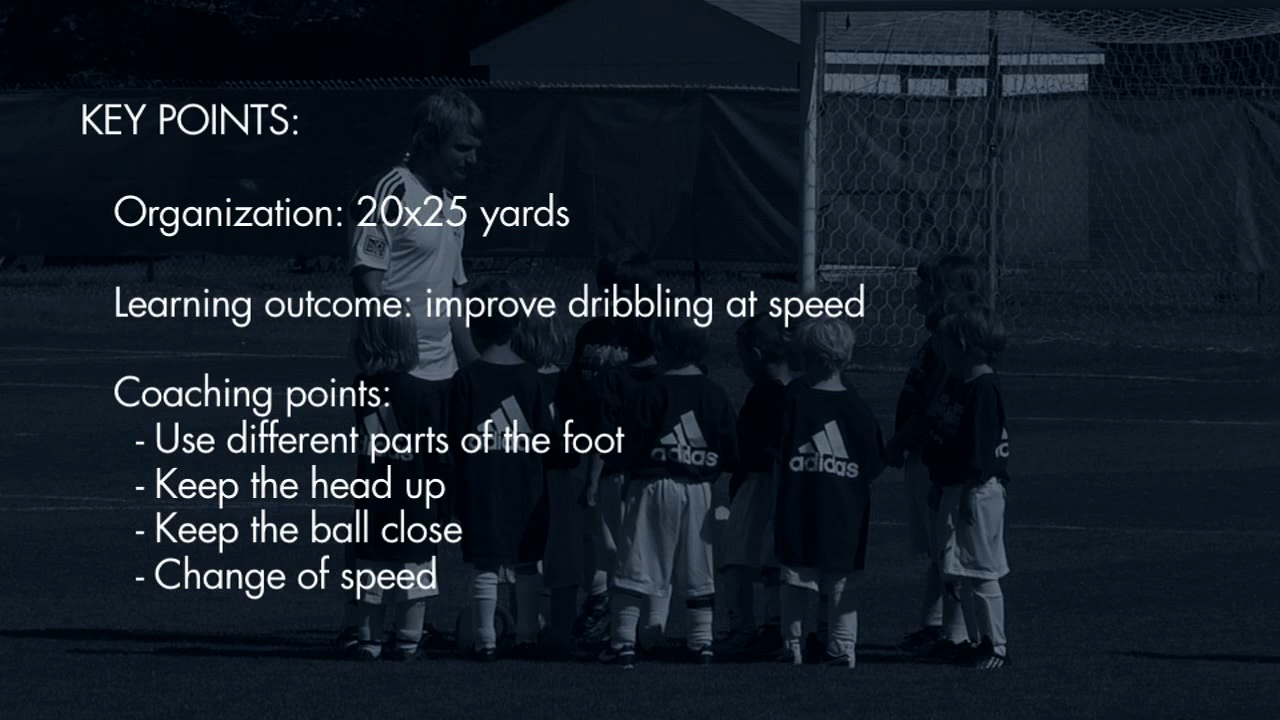 KEY POINTS:
Organization: 20x25 yards
Learning outcome: improve dribbling at speed
Coaching points:
- Use different parts of the foot
- Keep the head up
- Keep the ball close
- Change of speed
adidas
adidas
adidas